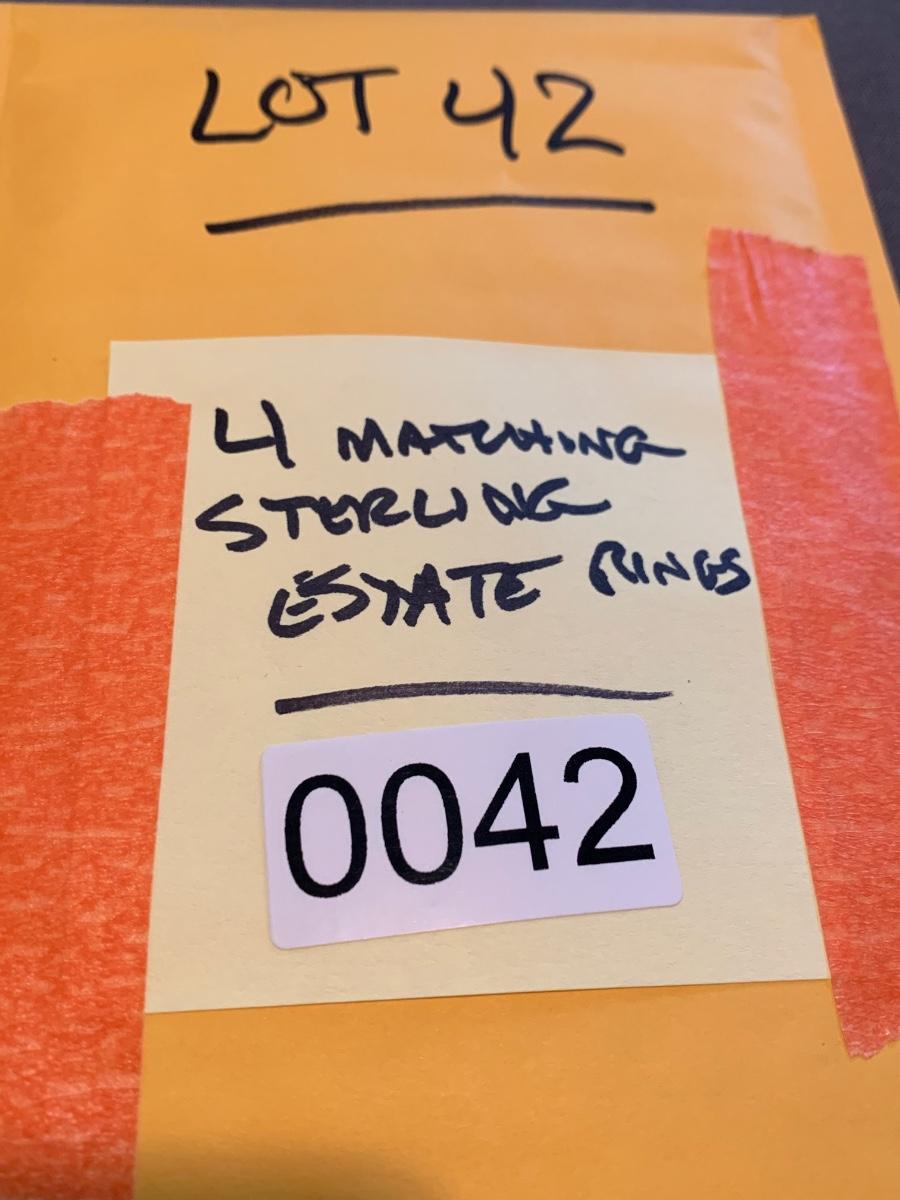 LOT 42
4 MATCHING
STERLING
ESTATE RINGS
0042